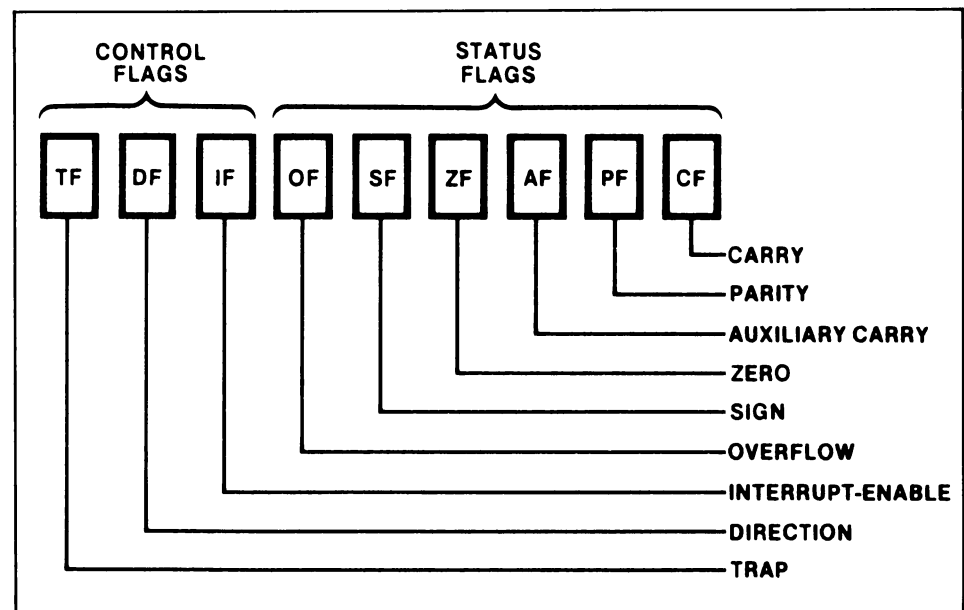 CONTROL
FLAGS
STATUS
FLAGS
TF DF IF OF SF ZF AF PF CF
CARRY
PARITY
AUXILIARY CARRY
ZERO
SIGN
OVERFLOW
INTERRUPT-ENABLE
DIRECTION
TRAP